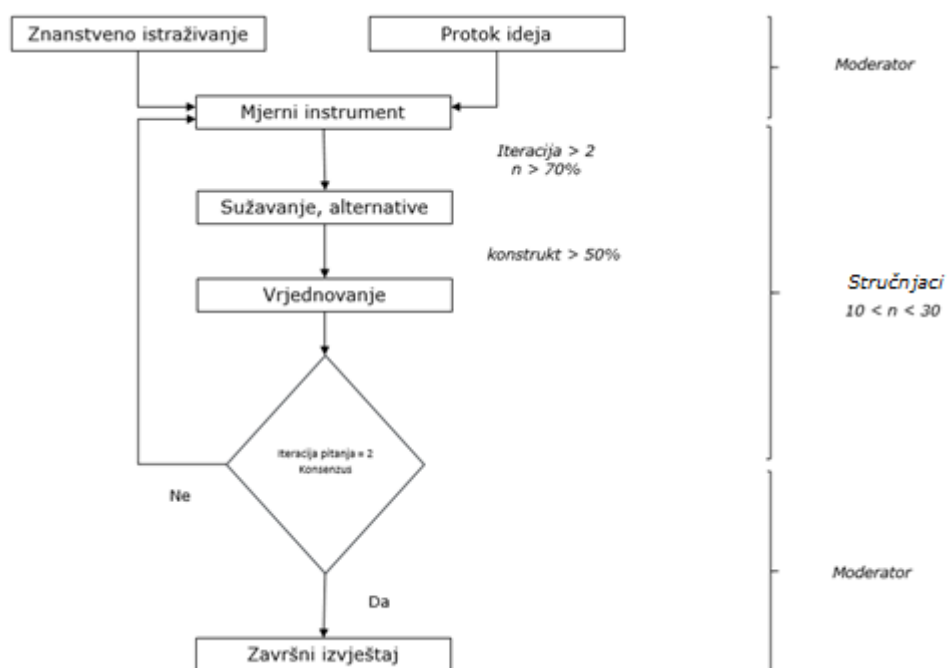 Znanstveno istraživanje
Protok ideja
Moderator
Mjerni instrument
Iteracija > 2
n > 70%
Sužavanje, alternative
konstrukt > 50%
Vrjednovanje
Stručnjaci
10 < n < 30
Iteracija pitanja = 2
Konsenzus
Ne
Moderator
Da
Završni izvještaj